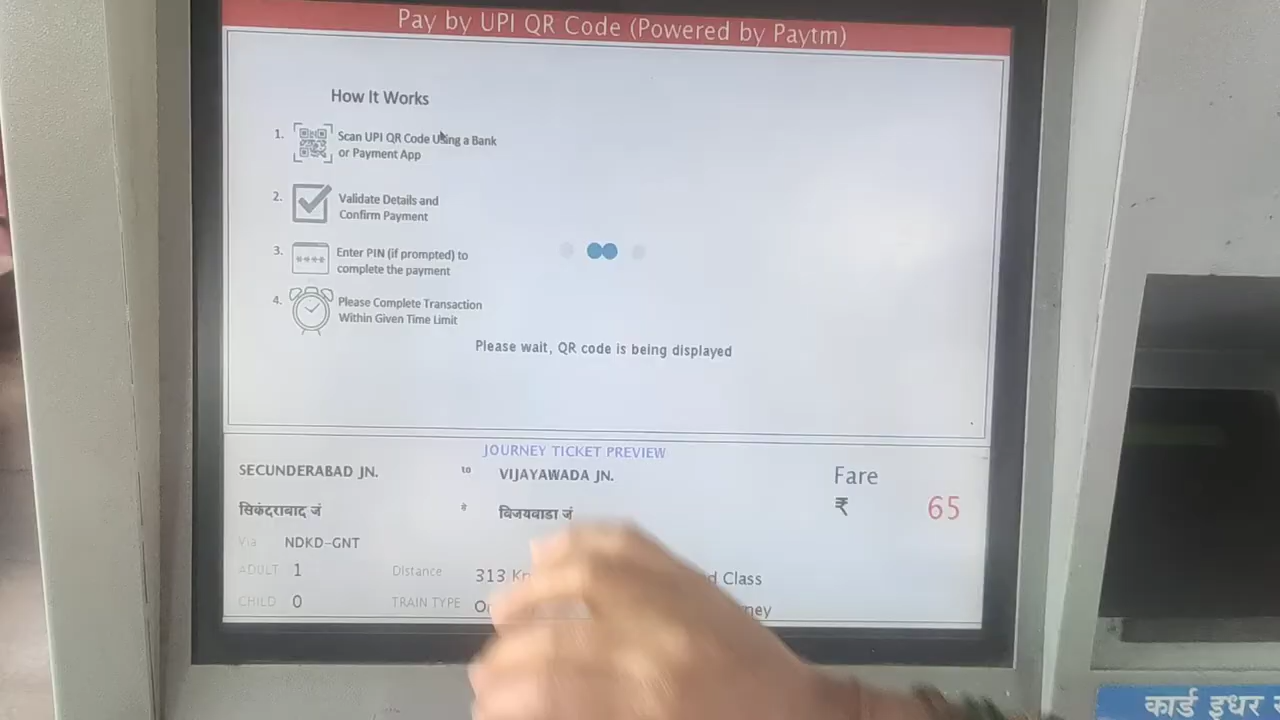 Pay by UPI QR Code (Powered by Paytm)
How It Works
1. Scan UPI QR Code Using a Bank
or Payment App
2. Validate Details and
Confirm Payment
3. Enter PIN (if prompted) to
complete the payment
4. Please Complete Transaction
Within Given Time Limit
Please wait, QR code is being displayed
JOURNEY TICKET PREVIEW
SECUNDERABAD JN. to VIJAYAWADA JN. Fare
सिकंदराबाद जं से विजयवाडा जं ₹ 65
Via NDKD-GNT
ADULT 1 Distance 313 Class
CHILD 0 TRAIN TYPE
कार्ड इधर